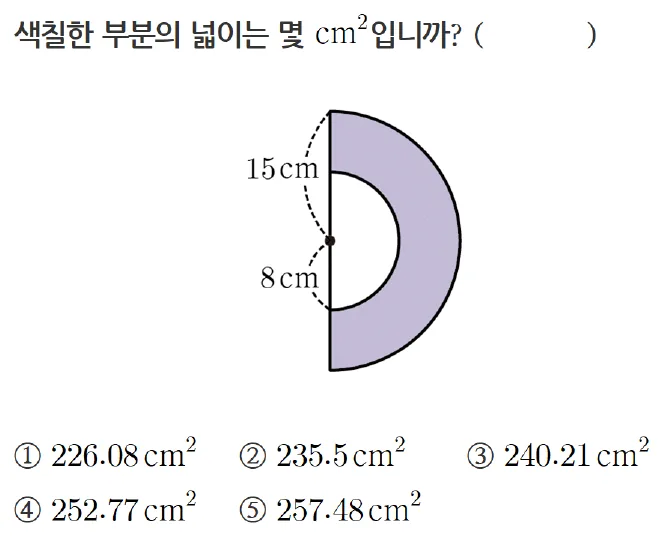 색칠한 부분의 넓이는 몇 cm²입니까? (          )
15 cm
8 cm
① 226.08 cm² ② 235.5 cm² ③ 240.21 cm²
④ 252.77 cm² ⑤ 257.48 cm²